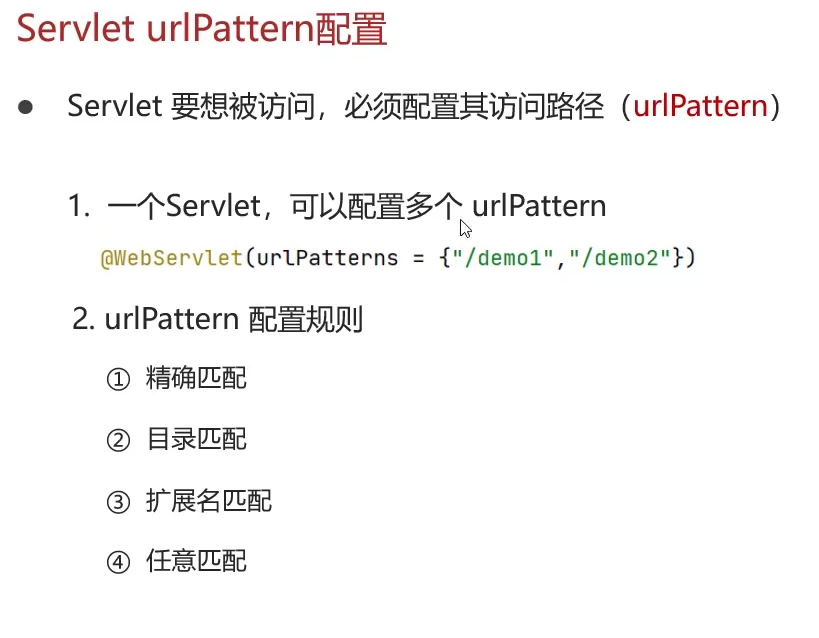 Servlet urlPattern配置
● Servlet 要想被访问，必须配置其访问路径（urlPattern）
1. 一个Servlet，可以配置多个 urlPattern
@WebServlet(urlPatterns = {"/demo1","/demo2"})
2. urlPattern 配置规则
① 精确匹配
② 目录匹配
③ 扩展名匹配
④ 任意匹配